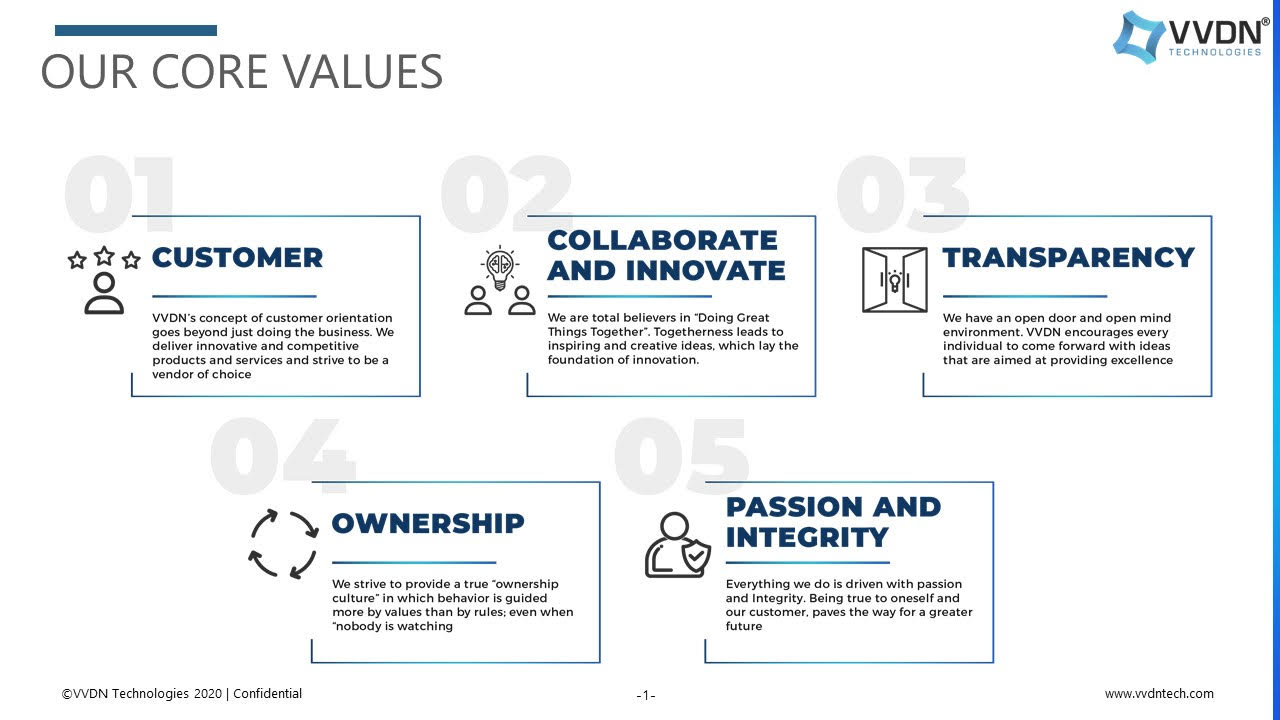 VVDN®
TECHNOLOGIES
OUR CORE VALUES
01
CUSTOMER
VVDN’s concept of customer orientation
goes beyond just doing the business. We
deliver innovative and competitive
products and services and strive to be a
vendor of choice
02
COLLABORATE
AND INNOVATE
We are total believers in “Doing Great
Things Together”. Togetherness leads to
inspiring and creative ideas, which lay the
foundation of innovation.
03
TRANSPARENCY
We have an open door and open mind
environment. VVDN encourages every
individual to come forward with ideas
that are aimed at providing excellence
04
OWNERSHIP
We strive to provide a true “ownership
culture” in which behavior is guided
more by values than by rules; even when
“nobody is watching
05
PASSION AND
INTEGRITY
Everything we do is driven with passion
and Integrity. Being true to oneself and
our customer, paves the way for a greater
future
©VVDN Technologies 2020 | Confidential
-1-
www.vvdntech.com